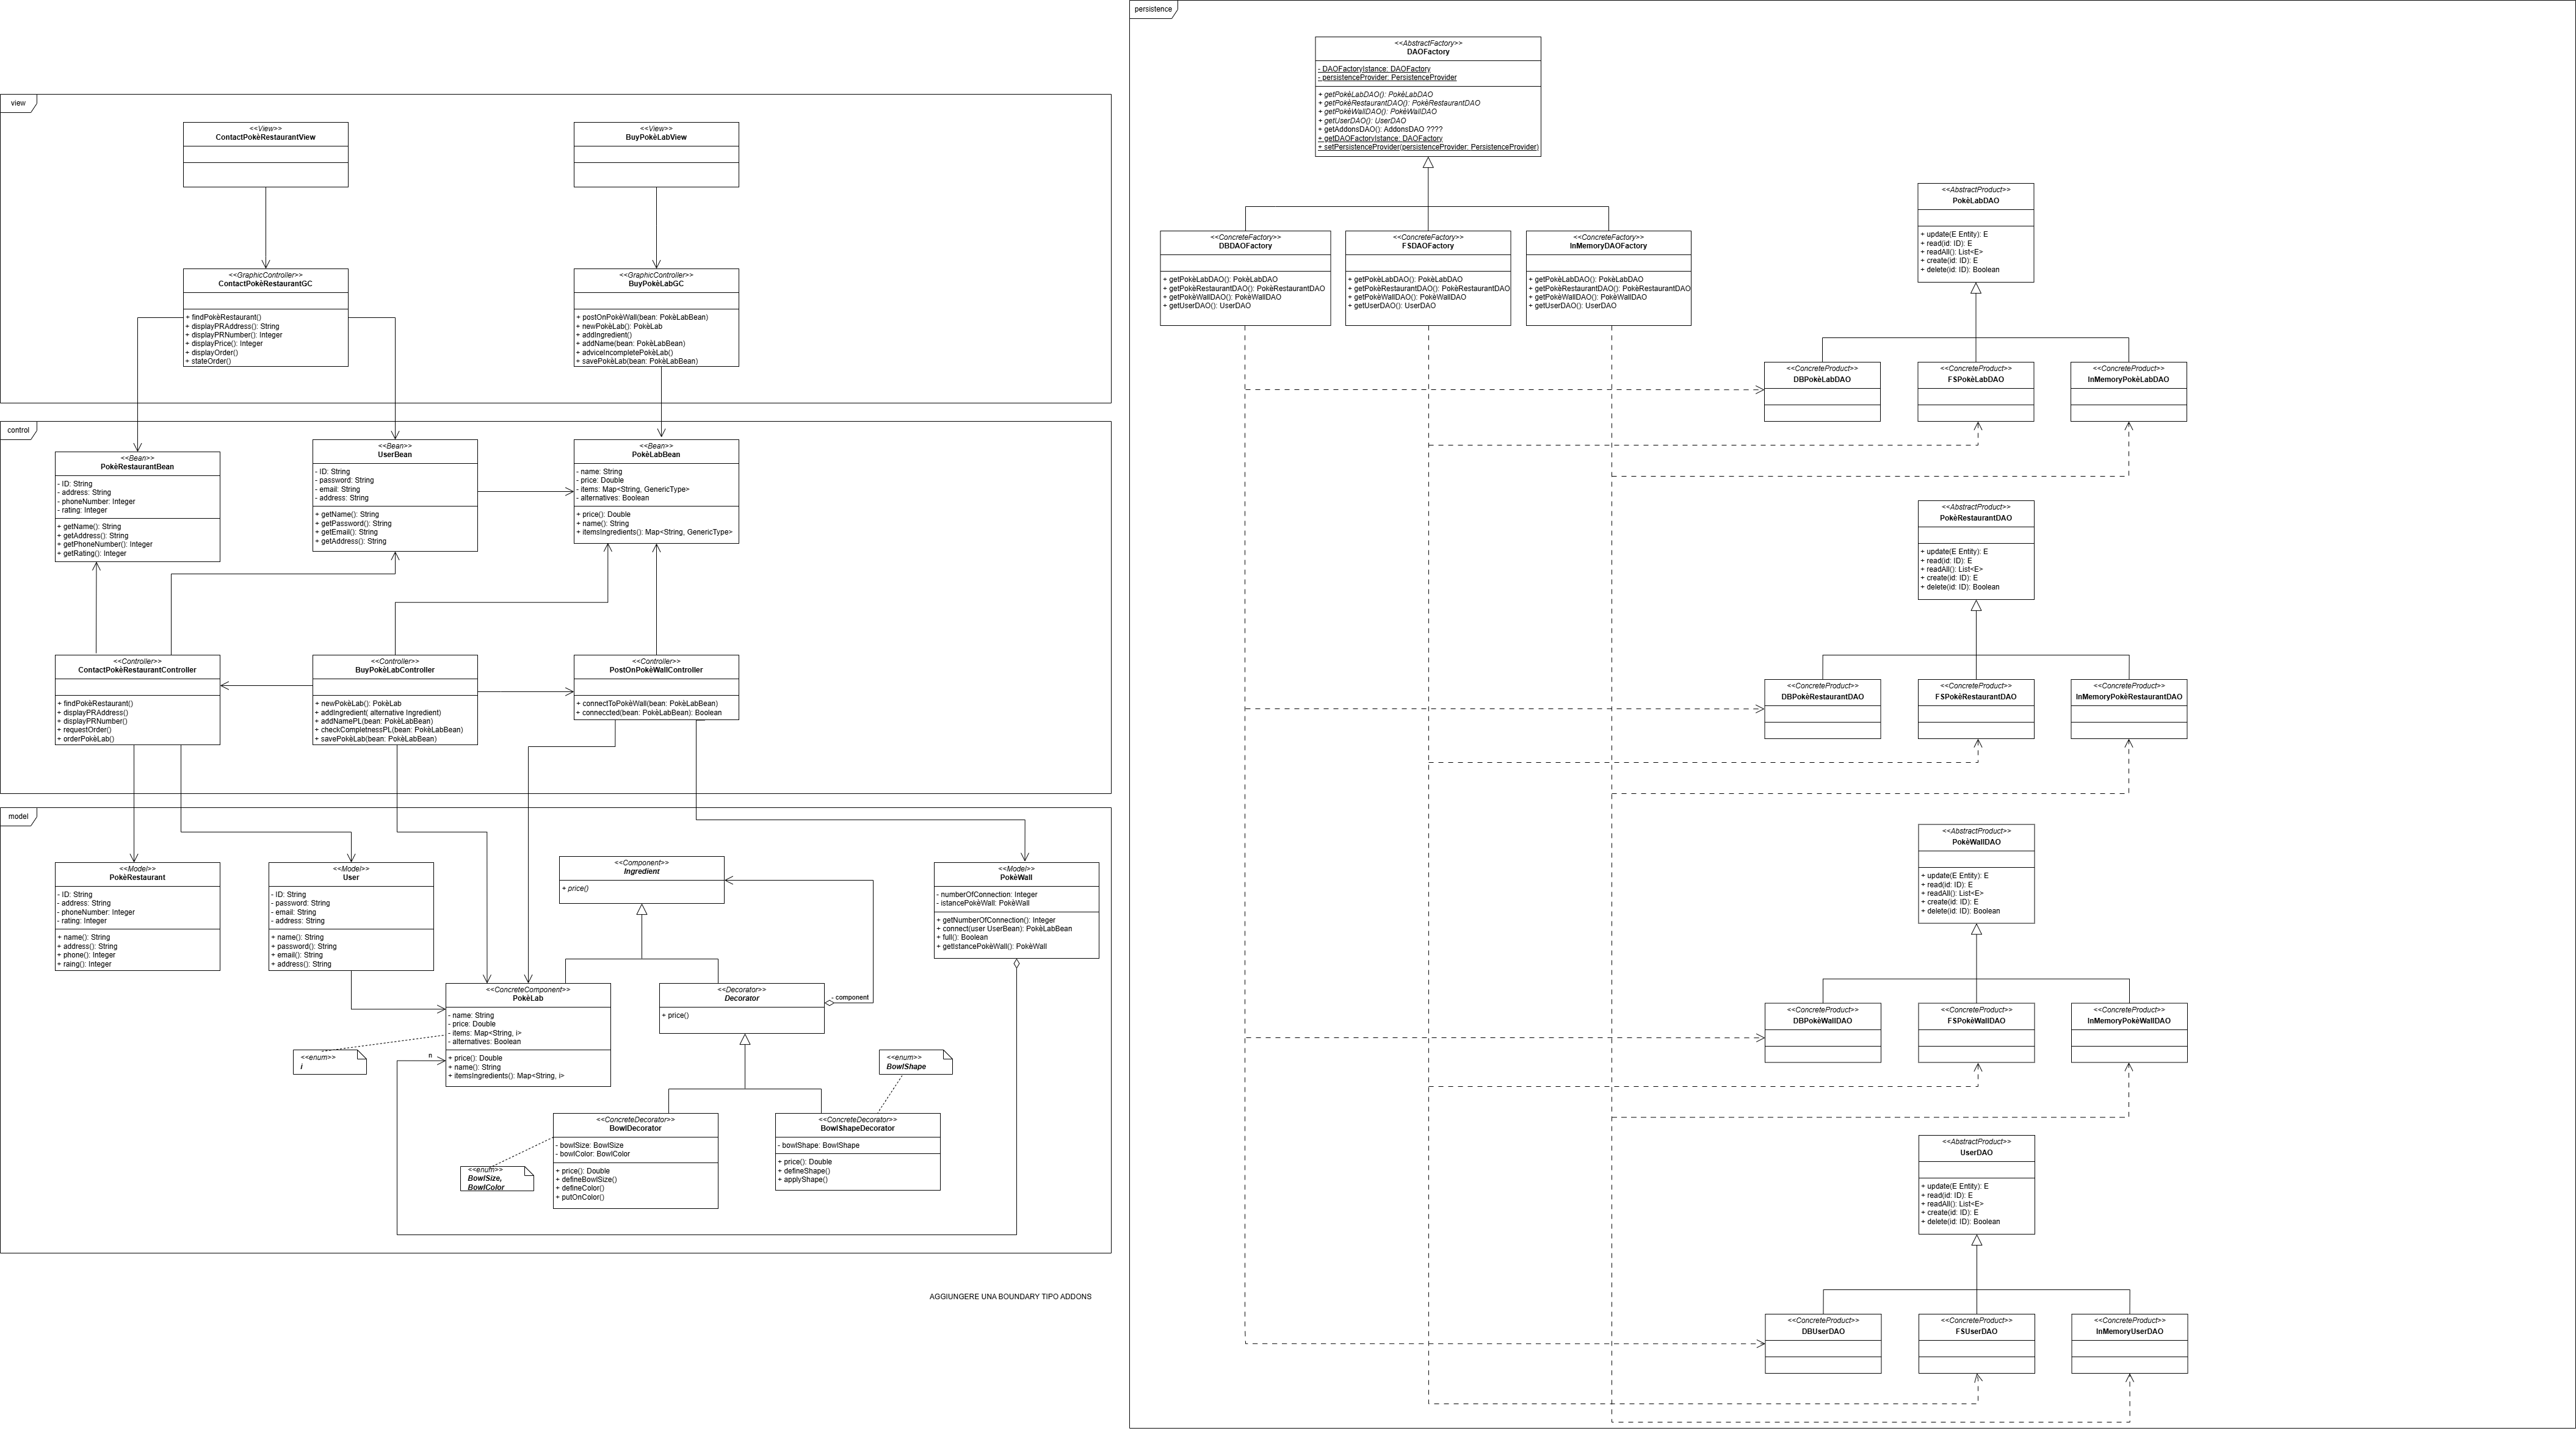 view
<<View>>
ContactPokèRestaurantView
<<View>>
BuyPokèLabView
<<GraphicController>>
ContactPokèRestaurantGC
+ findPokèRestaurant()
+ displayPRAddress(): String
+ displayPRNumber(): Integer
+ displayPrice(): Integer
+ displayOrder()
+ stateOrder()
<<GraphicController>>
BuyPokèLabGC
+ postOnPokèWall(bean: PokèLabBean)
+ newPokèLab(): PokèLab
+ addIngredient()
+ addName(bean: PokèLabBean)
+ adviceIncompletePokèLab()
+ savePokèLab(bean: PokèLabBean)
control
<<Bean>>
PokèRestaurantBean
- ID: String
- address: String
- phoneNumber: Integer
- rating: Integer
+ getName(): String
+ getAddress(): String
+ getPhoneNumber(): Integer
+ getRating(): Integer
<<Bean>>
UserBean
- ID: String
- password: String
- email: String
- address: String
+ getName(): String
+ getPassword(): String
+ getEmail(): String
+ getAddress(): String
<<Bean>>
PokèLabBean
- name: String
- price: Double
- items: Map<String, GenericType>
- alternatives: Boolean
+ price(): Double
+ name(): String
+ itemsIngredients(): Map<String, GenericType>
<<Controller>>
ContactPokèRestaurantController
+ findPokèRestaurant()
+ displayPRAddress()
+ displayPRNumber()
+ requestOrder()
+ orderPokèLab()
<<Controller>>
BuyPokèLabController
+ newPokèLab(): PokèLab
+ addIngredient( alternative Ingredient)
+ addNamePL(bean: PokèLabBean)
+ checkCompletnessPL(bean: PokèLabBean)
+ savePokèLab(bean: PokèLabBean)
<<Controller>>
PostOnPokèWallController
+ connectToPokèWall(bean: PokèLabBean)
+ conneccted(bean: PokèLabBean): Boolean
model
<<Model>>
PokèRestaurant
- ID: String
- address: String
- phoneNumber: Integer
- rating: Integer
+ name(): String
+ address(): String
+ phone(): Integer
+ raing(): Integer
<<Model>>
User
- ID: String
- password: String
- email: String
- address: String
+ name(): String
+ password(): String
+ email(): String
+ address(): String
<<Component>>
Ingredient
+ price()
<<Model>>
PokèWall
- numberOfConnection: Integer
- istancePokèWall: PokèWall
+ getNumberOfConnection(): Integer
+ connect(user UserBean): PokèLabBean
+ full(): Boolean
+ getIstancePokèWall(): PokèWall
<<ConcreteComponent>>
PokèLab
- name: String
- price: Double
- items: Map<String, i>
- alternatives: Boolean
+ price(): Double
+ name(): String
+ itemsIngredients(): Map<String, i>
n
<<Decorator>>
Decorator
+ price()
- component
<<enum>>
i
<<enum>>
BowlShape
<<ConcreteDecorator>>
BowlDecorator
- bowlSize: BowlSize
- bowlColor: BowlColor
+ price(): Double
+ defineBowlSize()
+ defineColor()
+ putOnColor()
<<ConcreteDecorator>>
BowlShapeDecorator
- bowlShape: BowlShape
+ price(): Double
+ defineShape()
+ applyShape()
<<enum>>
BowlSize,
BowlColor
AGGIUNGERE UNA BOUNDARY TIPO ADDONS
persistence
<<AbstractFactory>>
DAOFactory
- DAOFactoryIstance: DAOFactory
- persistenceProvider: PersistenceProvider
+ getPokèLabDAO(): PokèLabDAO
+ getPokèRestaurantDAO(): PokèRestaurantDAO
+ getPokèWallDAO(): PokèWallDAO
+ getUserDAO(): UserDAO
+ getAddonsDAO(): AddonsDAO ????
+ getDAOFactoryIstance: DAOFactory
+ setPersistenceProvider(persistenceProvider: PersistenceProvider)
<<ConcreteFactory>>
DBDAOFactory
+ getPokèLabDAO(): PokèLabDAO
+ getPokèRestaurantDAO(): PokèRestaurantDAO
+ getPokèWallDAO(): PokèWallDAO
+ getUserDAO(): UserDAO
<<ConcreteFactory>>
FSDAOFactory
+ getPokèLabDAO(): PokèLabDAO
+ getPokèRestaurantDAO(): PokèRestaurantDAO
+ getPokèWallDAO(): PokèWallDAO
+ getUserDAO(): UserDAO
<<ConcreteFactory>>
InMemoryDAOFactory
+ getPokèLabDAO(): PokèLabDAO
+ getPokèRestaurantDAO(): PokèRestaurantDAO
+ getPokèWallDAO(): PokèWallDAO
+ getUserDAO(): UserDAO
<<AbstractProduct>>
PokèLabDAO
+ update(E Entity): E
+ read(id: ID): E
+ readAll(): List<E>
+ create(id: ID): E
+ delete(id: ID): Boolean
<<ConcreteProduct>>
DBPokèLabDAO
<<ConcreteProduct>>
FSPokèLabDAO
<<ConcreteProduct>>
InMemoryPokèLabDAO
<<AbstractProduct>>
PokèRestaurantDAO
+ update(E Entity): E
+ read(id: ID): E
+ readAll(): List<E>
+ create(id: ID): E
+ delete(id: ID): Boolean
<<ConcreteProduct>>
DBPokèRestaurantDAO
<<ConcreteProduct>>
FSPokèRestaurantDAO
<<ConcreteProduct>>
InMemoryPokèRestaurantDAO
<<AbstractProduct>>
PokèWallDAO
+ update(E Entity): E
+ read(id: ID): E
+ readAll(): List<E>
+ create(id: ID): E
+ delete(id: ID): Boolean
<<ConcreteProduct>>
DBPokèWallDAO
<<ConcreteProduct>>
FSPokèWallDAO
<<ConcreteProduct>>
InMemoryPokèWallDAO
<<AbstractProduct>>
UserDAO
+ update(E Entity): E
+ read(id: ID): E
+ readAll(): List<E>
+ create(id: ID): E
+ delete(id: ID): Boolean
<<ConcreteProduct>>
DBUserDAO
<<ConcreteProduct>>
FSUserDAO
<<ConcreteProduct>>
InMemoryUserDAO